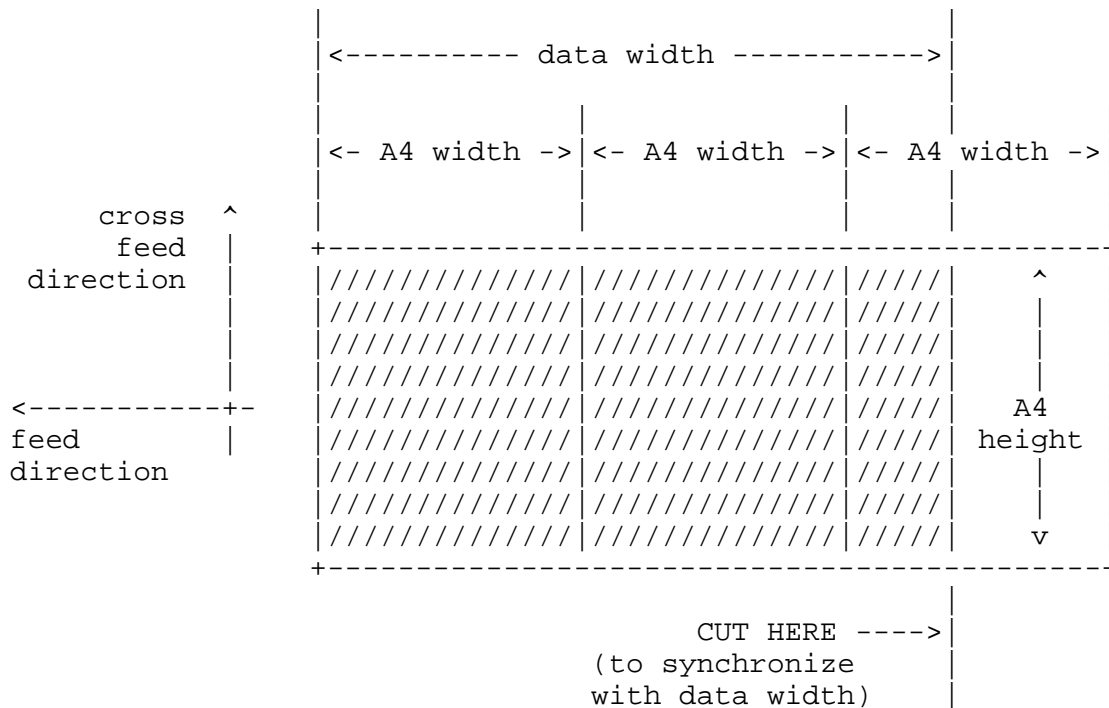 <---------- data width ----------->
<- A4 width -> <- A4 width -> <- A4 width ->
cross
feed
direction
A4
height
feed
direction
CUT HERE ---->
(to synchronize
with data width)